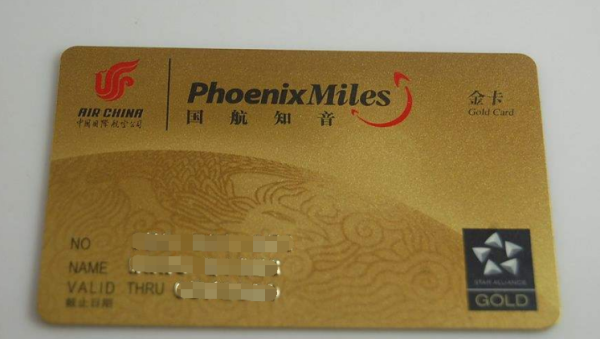 AIR CHINA
中国国际航空公司
PhoenixMiles
国航知音
金卡
Gold Card
NO
NAME
VALID THRU
截止日期
STAR ALLIANCE
GOLD